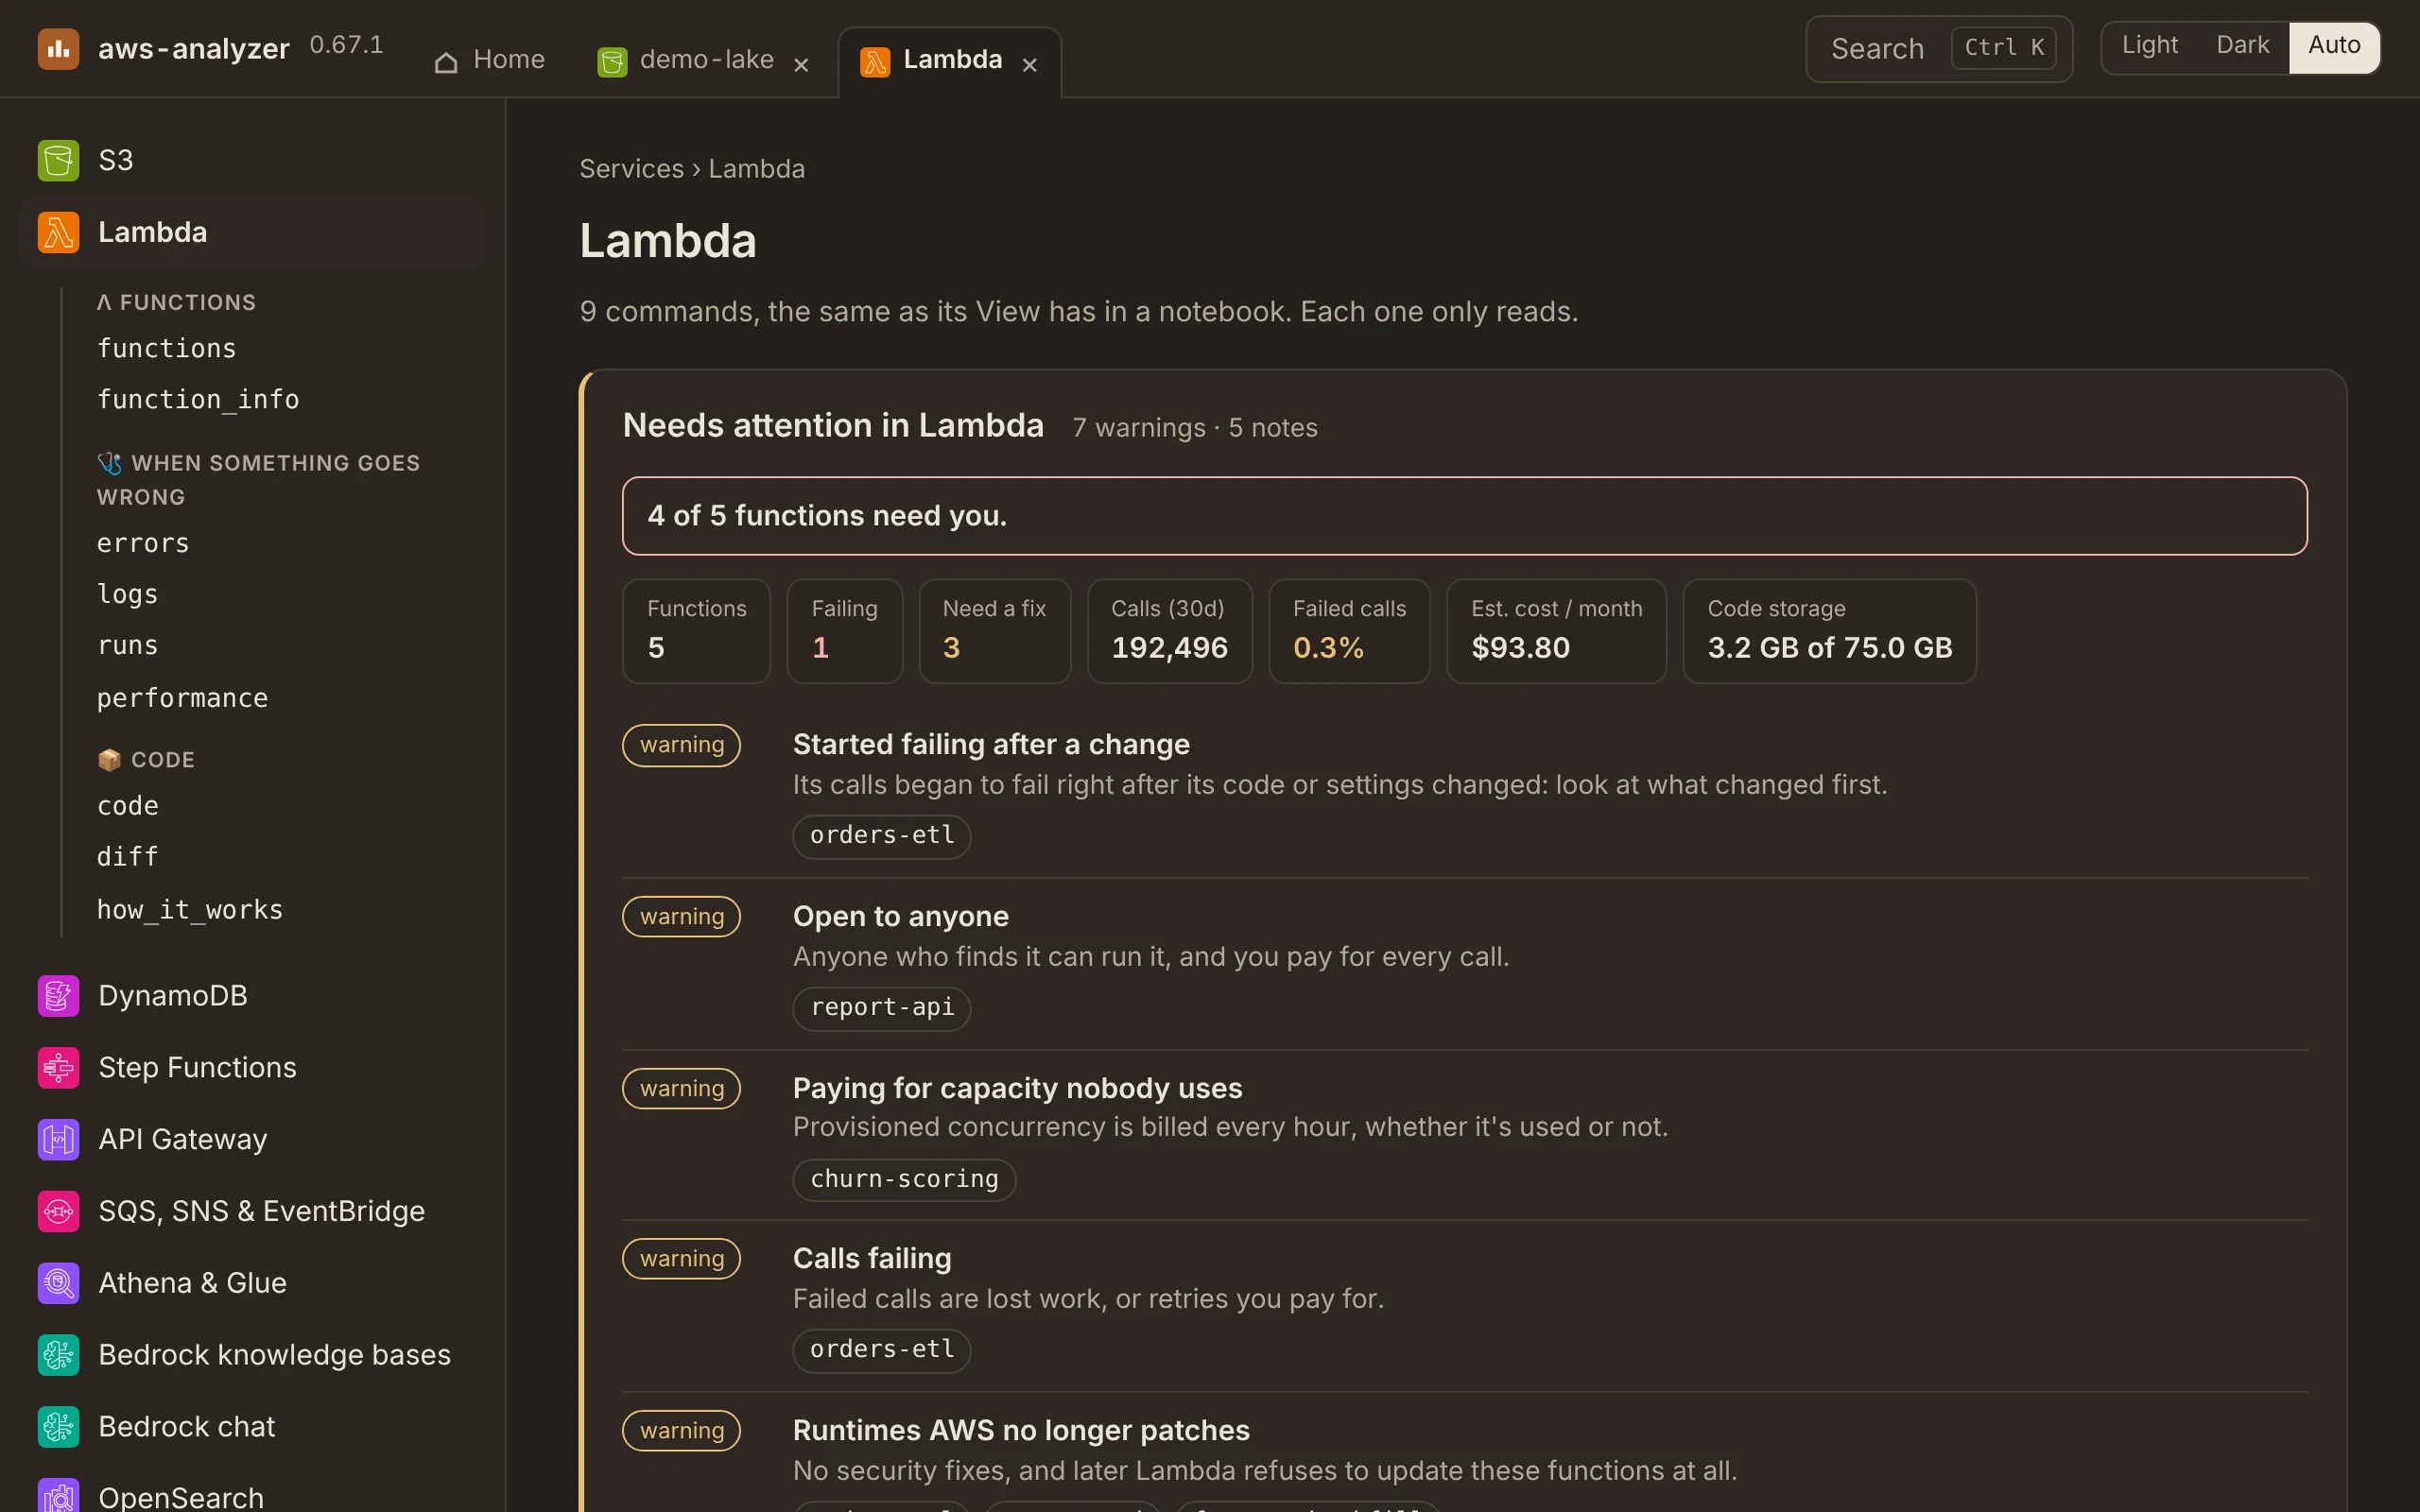 aws-analyzer 0.67.1
Home
demo-lake ×
Lambda ×
Search Ctrl K
Light Dark Auto
S3
Lambda
Λ FUNCTIONS
functions
function_info
🩺 WHEN SOMETHING GOES
WRONG
errors
logs
runs
performance
📦 CODE
code
diff
how_it_works
DynamoDB
Step Functions
API Gateway
SQS, SNS & EventBridge
Athena & Glue
Bedrock knowledge bases
Bedrock chat
OpenSearch
Services › Lambda
Lambda
9 commands, the same as its View has in a notebook. Each one only reads.
Needs attention in Lambda 7 warnings · 5 notes
4 of 5 functions need you.
Functions
5
Failing
1
Need a fix
3
Calls (30d)
192,496
Failed calls
0.3%
Est. cost / month
$93.80
Code storage
3.2 GB of 75.0 GB
warning
Started failing after a change
Its calls began to fail right after its code or settings changed: look at what changed first.
orders-etl
warning
Open to anyone
Anyone who finds it can run it, and you pay for every call.
report-api
warning
Paying for capacity nobody uses
Provisioned concurrency is billed every hour, whether it's used or not.
churn-scoring
warning
Calls failing
Failed calls are lost work, or retries you pay for.
orders-etl
warning
Runtimes AWS no longer patches
No security fixes, and later Lambda refuses to update these functions at all.